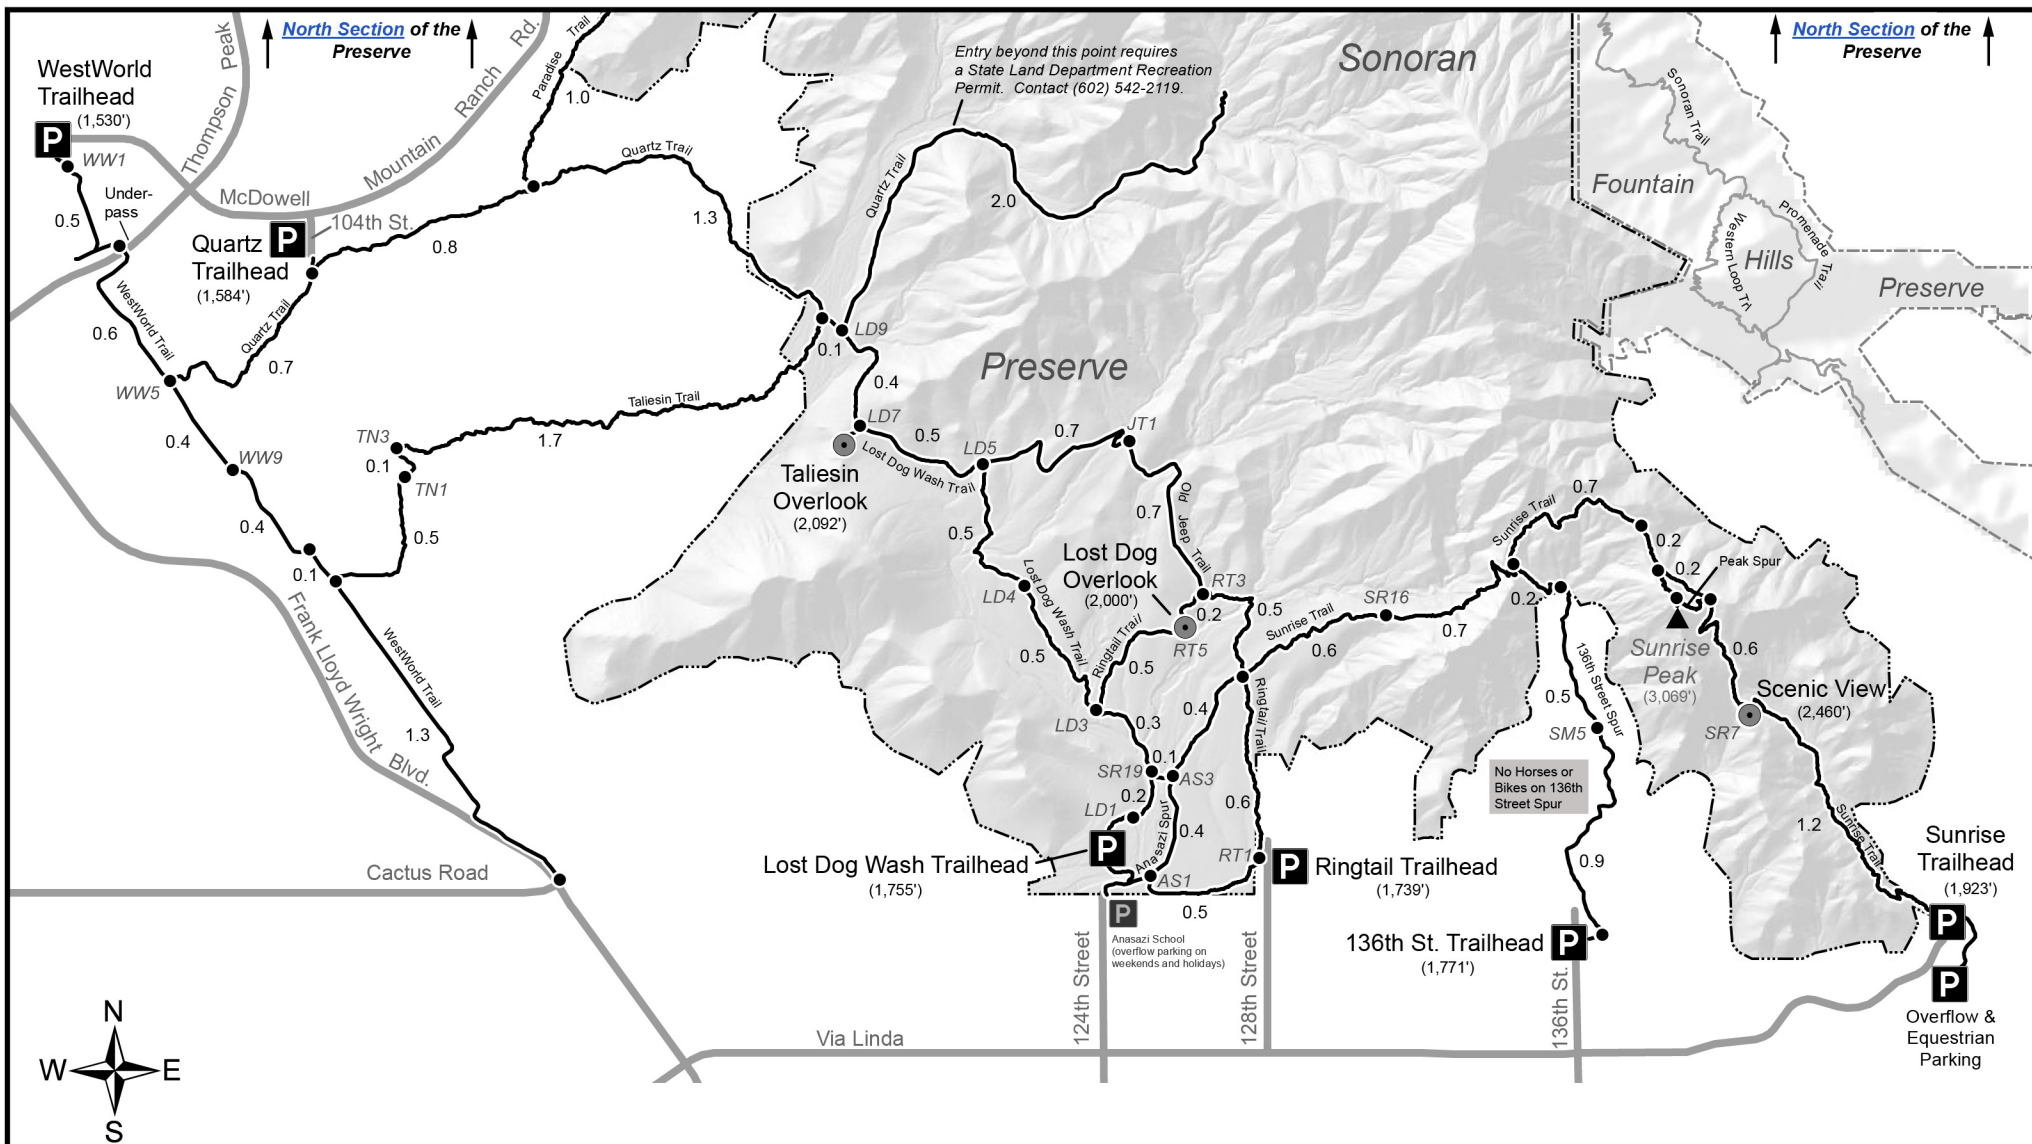 North Section of the
Preserve
North Section of the
Preserve
WestWorld
Trailhead
(1,530')
P
WW1
0.5
Under-
pass
Thompson Peak
McDowell
Mountain
Ranch
Rd.
104th St.
Quartz
Trailhead
(1,584')
P
Paradise Trail
1.0
Quartz Trail
0.8
1.3
Quartz Trail
2.0
Entry beyond this point requires
a State Land Department Recreation
Permit. Contact (602) 542-2119.
Sonoran
Preserve
Sonoran Trail
Fountain
Hills
Preserve
Promenade Trail
Western Loop Trl
WestWorld Trail
0.6
Quartz Trail
0.7
WW5
0.4
WW9
0.4
0.1
TN3
0.1
TN1
0.5
Taliesin Trail
1.7
LD9
0.1
0.4
LD7
Taliesin
Overlook
(2,092')
0.5
Lost Dog Wash Trail
LD5
0.7
JT1
Old Jeep Trail
0.7
0.5
LD4
Lost Dog Wash Trail
0.5
Lost Dog
Overlook
(2,000')
RT3
0.2
0.5
RT5
Ringtail Trail
0.5
LD3
0.3
0.4
0.1
SR19
AS3
0.2
LD1
Anasazi Spur
0.4
Ringtail Trail
0.6
RT1
AS1
0.5
Sunrise Trail
0.6
SR16
0.7
0.2
Sunrise Trail
0.7
0.2
0.2
Peak Spur
Sunrise
Peak
(3,069')
0.6
Scenic View
(2,460')
SR7
136th Street Spur
0.5
SM5
No Horses or
Bikes on 136th
Street Spur
0.9
1.2
Sunrise Trail
Sunrise
Trailhead
(1,923')
P
P
Overflow &
Equestrian
Parking
Lost Dog Wash Trailhead
(1,755')
P
P
Anasazi School
(overflow parking on
weekends and holidays)
P
Ringtail Trailhead
(1,739')
136th St. Trailhead
(1,771')
P
WestWorld Trail
1.3
Frank Lloyd Wright Blvd.
Cactus Road
124th Street
128th Street
136th St.
Via Linda
N
W
E
S